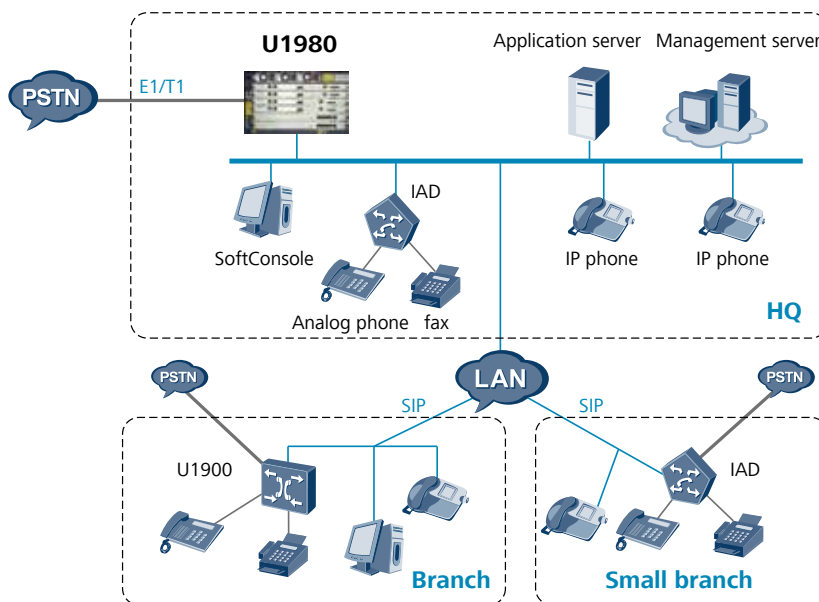 U1980
Application server
Management server
PSTN
E1/T1
IAD
SoftConsole
IP phone
IP phone
Analog phone
fax
HQ
LAN
PSTN
PSTN
SIP
SIP
U1900
IAD
Branch
Small branch